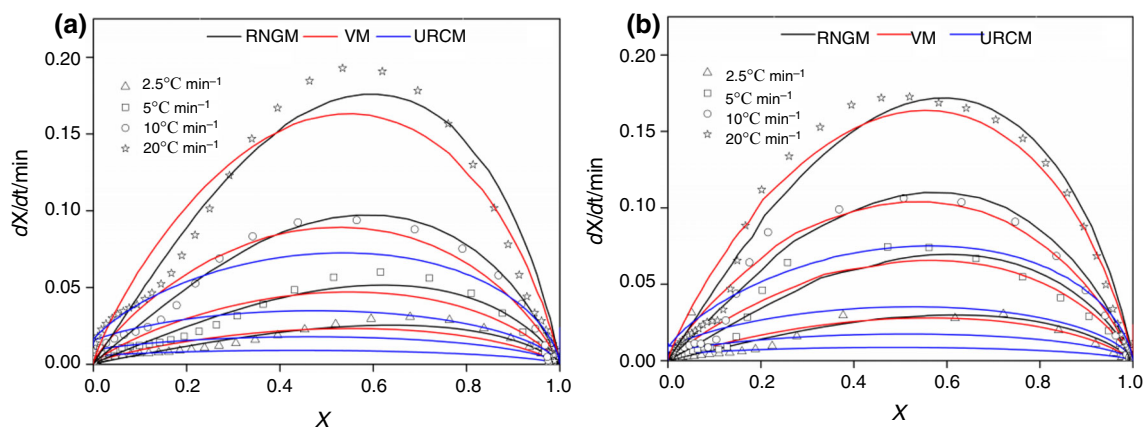 (a)
RNGM VM URCM
2.5°C min⁻¹
5°C min⁻¹
10°C min⁻¹
20°C min⁻¹
0.20
0.15
0.10
0.05
0.00
dX/dt/min
0.0 0.2 0.4 0.6 0.8 1.0
X
(b)
RNGM VM URCM
2.5°C min⁻¹
5°C min⁻¹
10°C min⁻¹
20°C min⁻¹
0.20
0.15
0.10
0.05
0.00
dX/dt/min
0.0 0.2 0.4 0.6 0.8 1.0
X